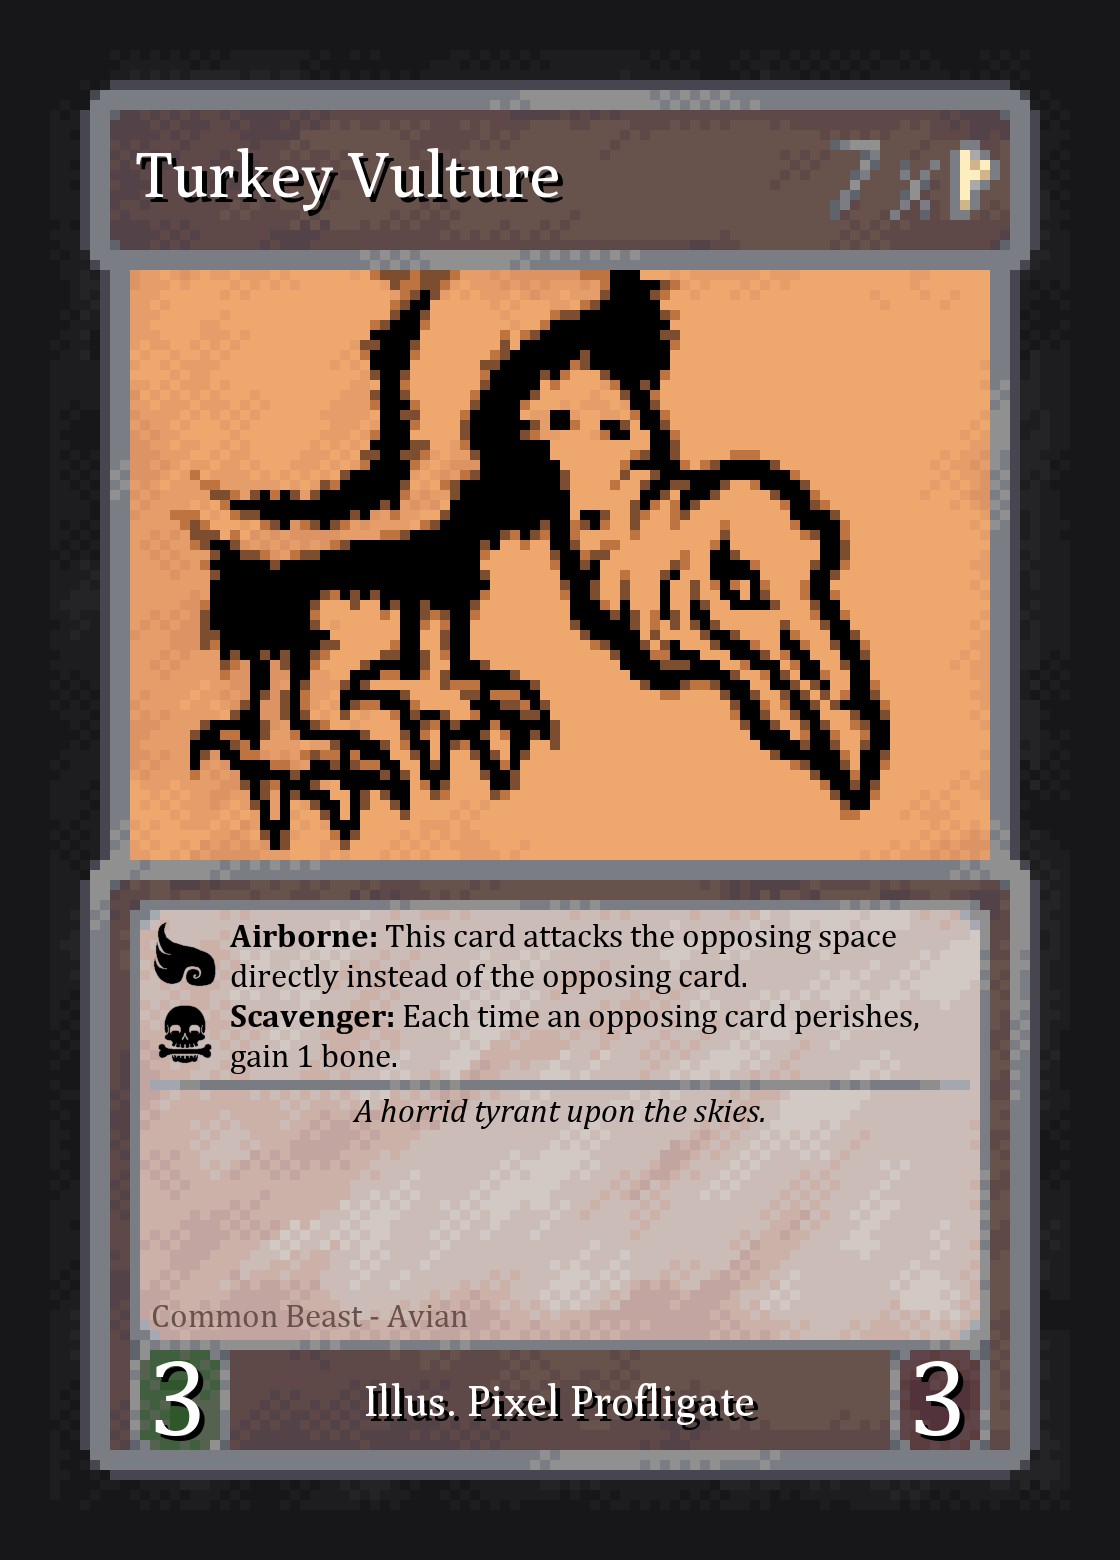 Turkey Vulture
7x
Airborne: This card attacks the opposing space
directly instead of the opposing card.
Scavenger: Each time an opposing card perishes,
gain 1 bone.
A horrid tyrant upon the skies.
Common Beast - Avian
3
Illus. Pixel Profligate
3